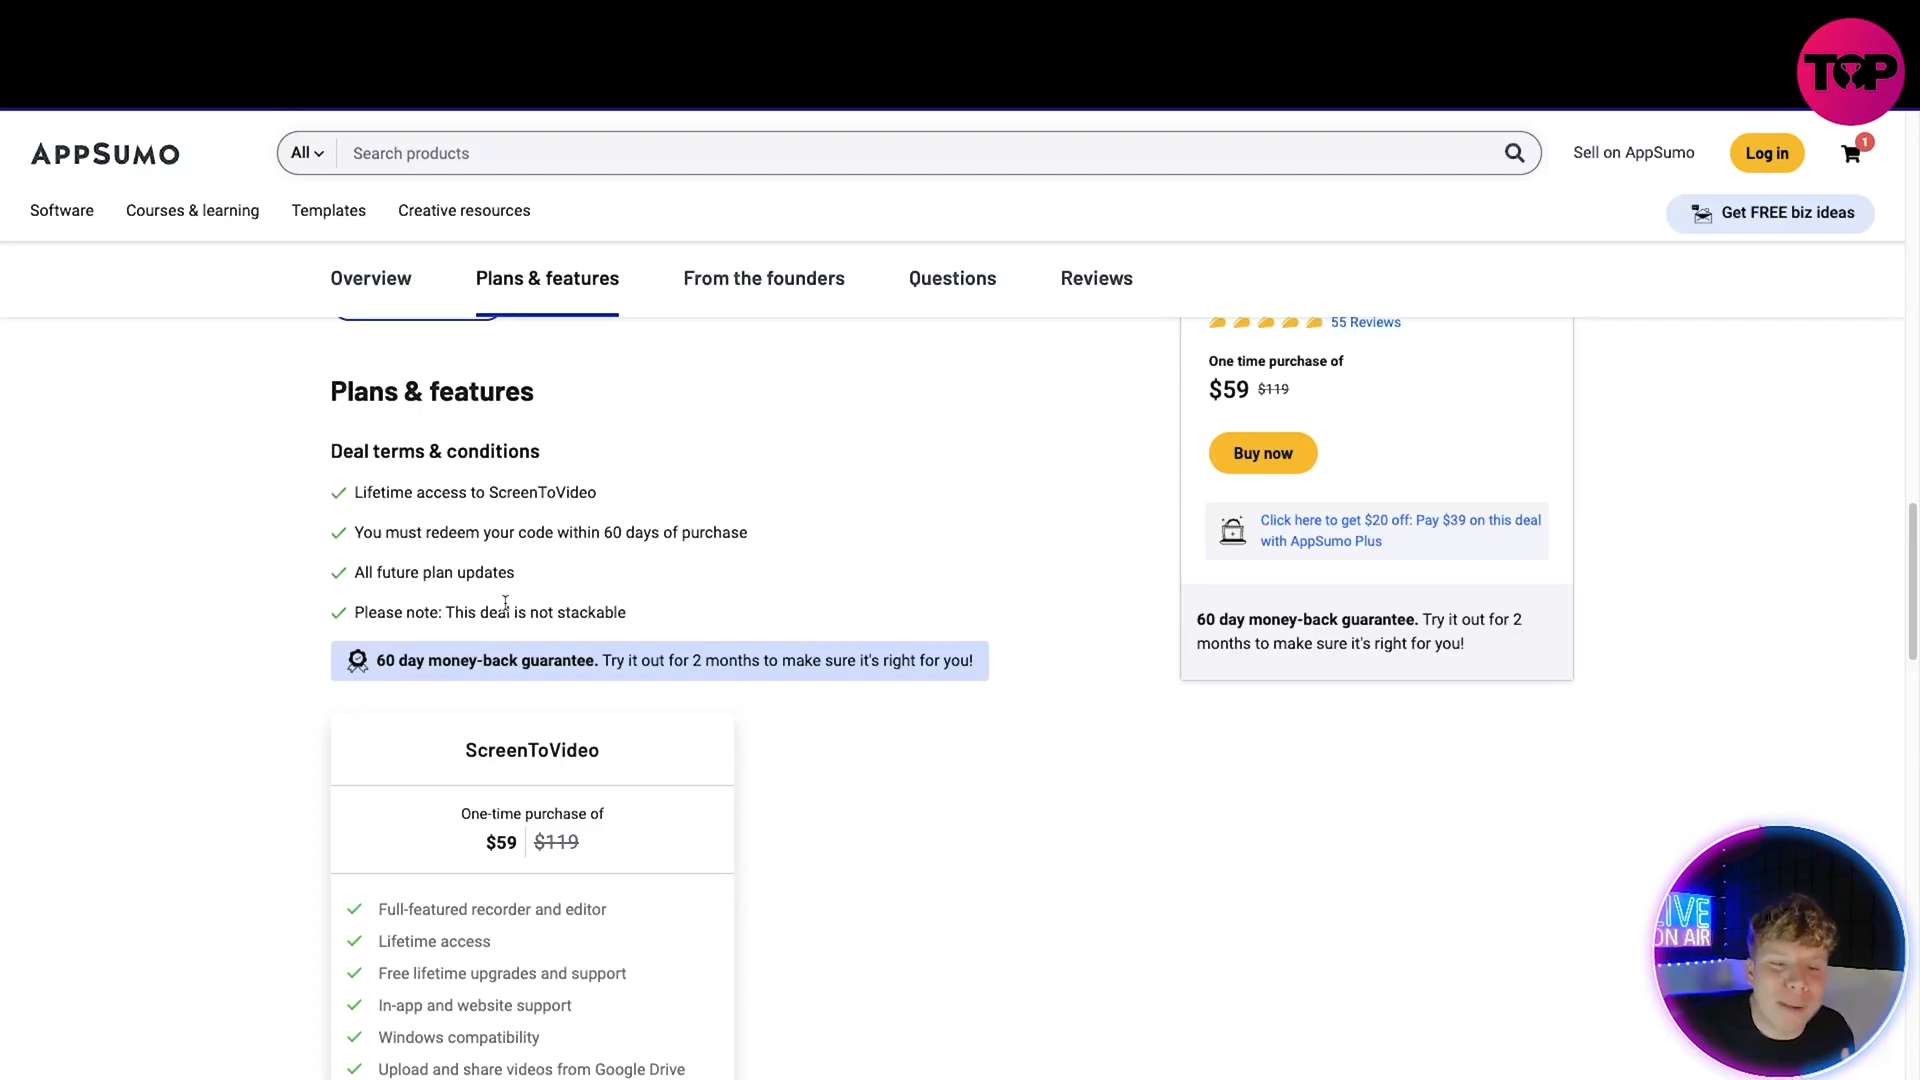 TOP
APPSUMO
All
Search products
Sell on AppSumo
Log in
1
Software
Courses & learning
Templates
Creative resources
Get FREE biz ideas
Overview
Plans & features
From the founders
Questions
Reviews
55 Reviews
One time purchase of
$59 $119
Buy now
Click here to get $20 off: Pay $39 on this deal
with AppSumo Plus
60 day money-back guarantee. Try it out for 2
months to make sure it's right for you!
Plans & features
Deal terms & conditions
Lifetime access to ScreenToVideo
You must redeem your code within 60 days of purchase
All future plan updates
Please note: This deal is not stackable
60 day money-back guarantee. Try it out for 2 months to make sure it's right for you!
ScreenToVideo
One-time purchase of
$59 $119
Full-featured recorder and editor
Lifetime access
Free lifetime upgrades and support
In-app and website support
Windows compatibility
Upload and share videos from Google Drive
LIVE
ON AIR